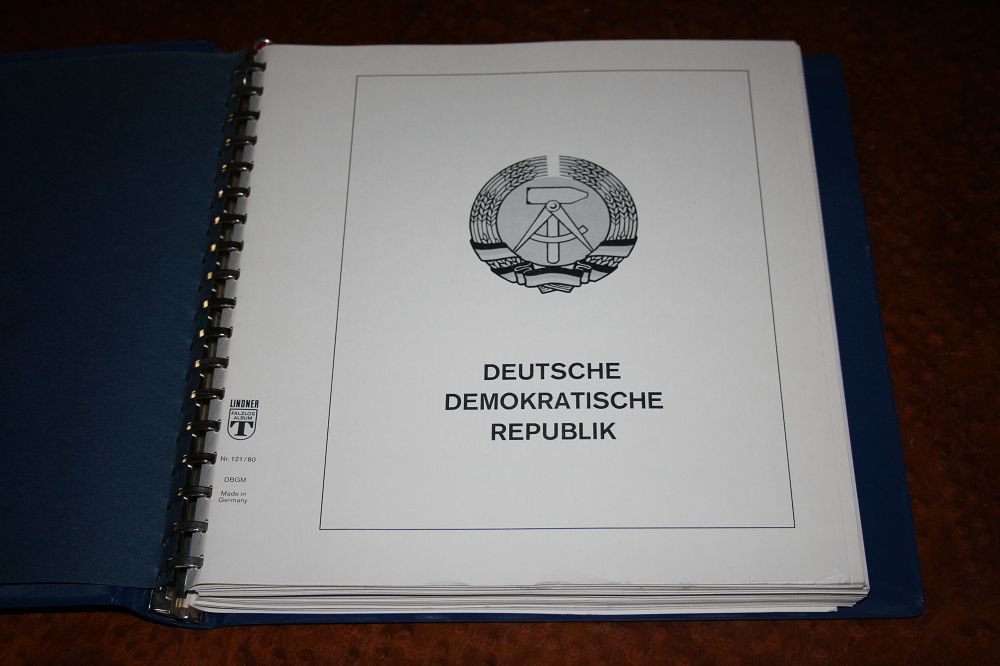 DEUTSCHE
DEMOKRATISCHE
REPUBLIK
LINDNER
FALZLOS
ALBUM
T
Nr. 121/80
DBGM
Made in
Germany